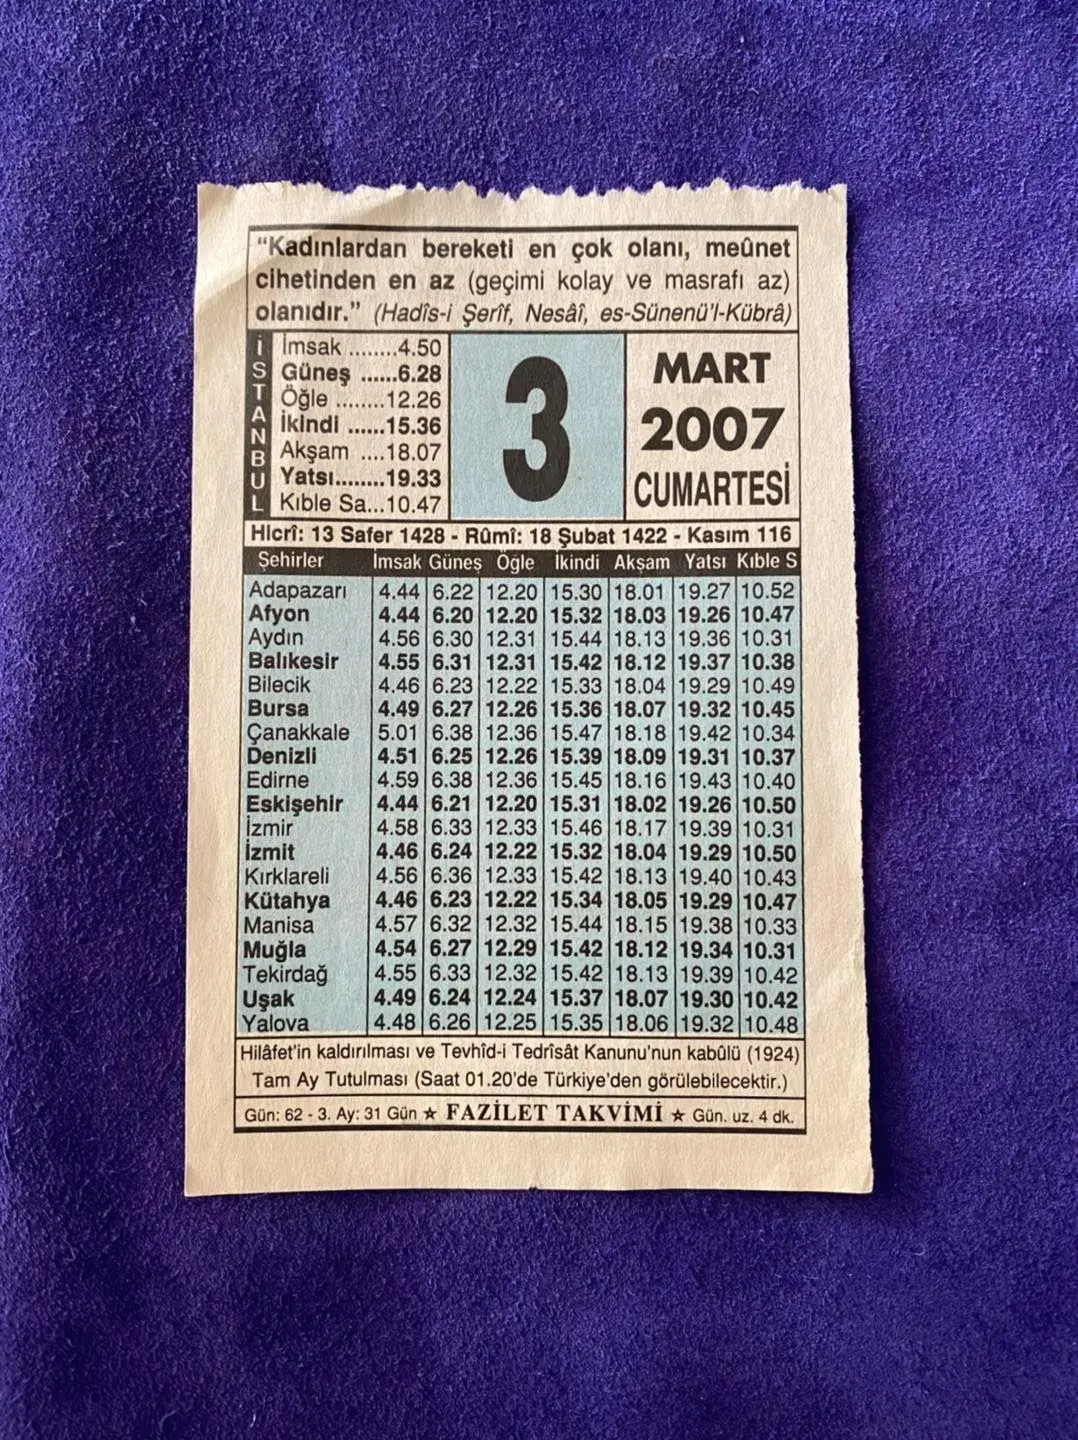 “Kadınlardan bereketi en çok olanı, meûnet
cihetinden en az (geçimi kolay ve masrafı az)
olanıdır.” (Hadîs-i Şerîf, Nesâî, es-Sünenü’l-Kübrâ)
İSTANBUL
İmsak ........4.50
Güneş ......6.28
Öğle ........12.26
İkindi ......15.36
Akşam ....18.07
Yatsı........19.33
Kıble Sa...10.47
3
MART
2007
CUMARTESİ
Hicrî: 13 Safer 1428 - Rûmî: 18 Şubat 1422 - Kasım 116
Şehirler İmsak Güneş Öğle İkindi Akşam Yatsı Kıble S
Adapazarı 4.44 6.22 12.20 15.30 18.01 19.27 10.52
Afyon 4.44 6.20 12.20 15.32 18.03 19.26 10.47
Aydın 4.56 6.30 12.31 15.44 18.13 19.36 10.31
Balıkesir 4.55 6.31 12.31 15.42 18.12 19.37 10.38
Bilecik 4.46 6.23 12.22 15.33 18.04 19.29 10.49
Bursa 4.49 6.27 12.26 15.36 18.07 19.32 10.45
Çanakkale 5.01 6.38 12.36 15.47 18.18 19.42 10.34
Denizli 4.51 6.25 12.26 15.39 18.09 19.31 10.37
Edirne 4.59 6.38 12.36 15.45 18.16 19.43 10.40
Eskişehir 4.44 6.21 12.20 15.31 18.02 19.26 10.50
İzmir 4.58 6.33 12.33 15.46 18.17 19.39 10.31
İzmit 4.46 6.24 12.22 15.32 18.04 19.29 10.50
Kırklareli 4.56 6.36 12.33 15.42 18.13 19.40 10.43
Kütahya 4.46 6.23 12.22 15.34 18.05 19.29 10.47
Manisa 4.57 6.32 12.32 15.44 18.15 19.38 10.33
Muğla 4.54 6.27 12.29 15.42 18.12 19.34 10.31
Tekirdağ 4.55 6.33 12.32 15.42 18.13 19.39 10.42
Uşak 4.49 6.24 12.24 15.37 18.07 19.30 10.42
Yalova 4.48 6.26 12.25 15.35 18.06 19.32 10.48
Hilâfet’in kaldırılması ve Tevhîd-i Tedrîsât Kanunu’nun kabûlü (1924)
Tam Ay Tutulması (Saat 01.20’de Türkiye’den görülebilecektir.)
Gün: 62 - 3. Ay: 31 Gün ★ FAZİLET TAKVİMİ ★ Gün. uz. 4 dk.